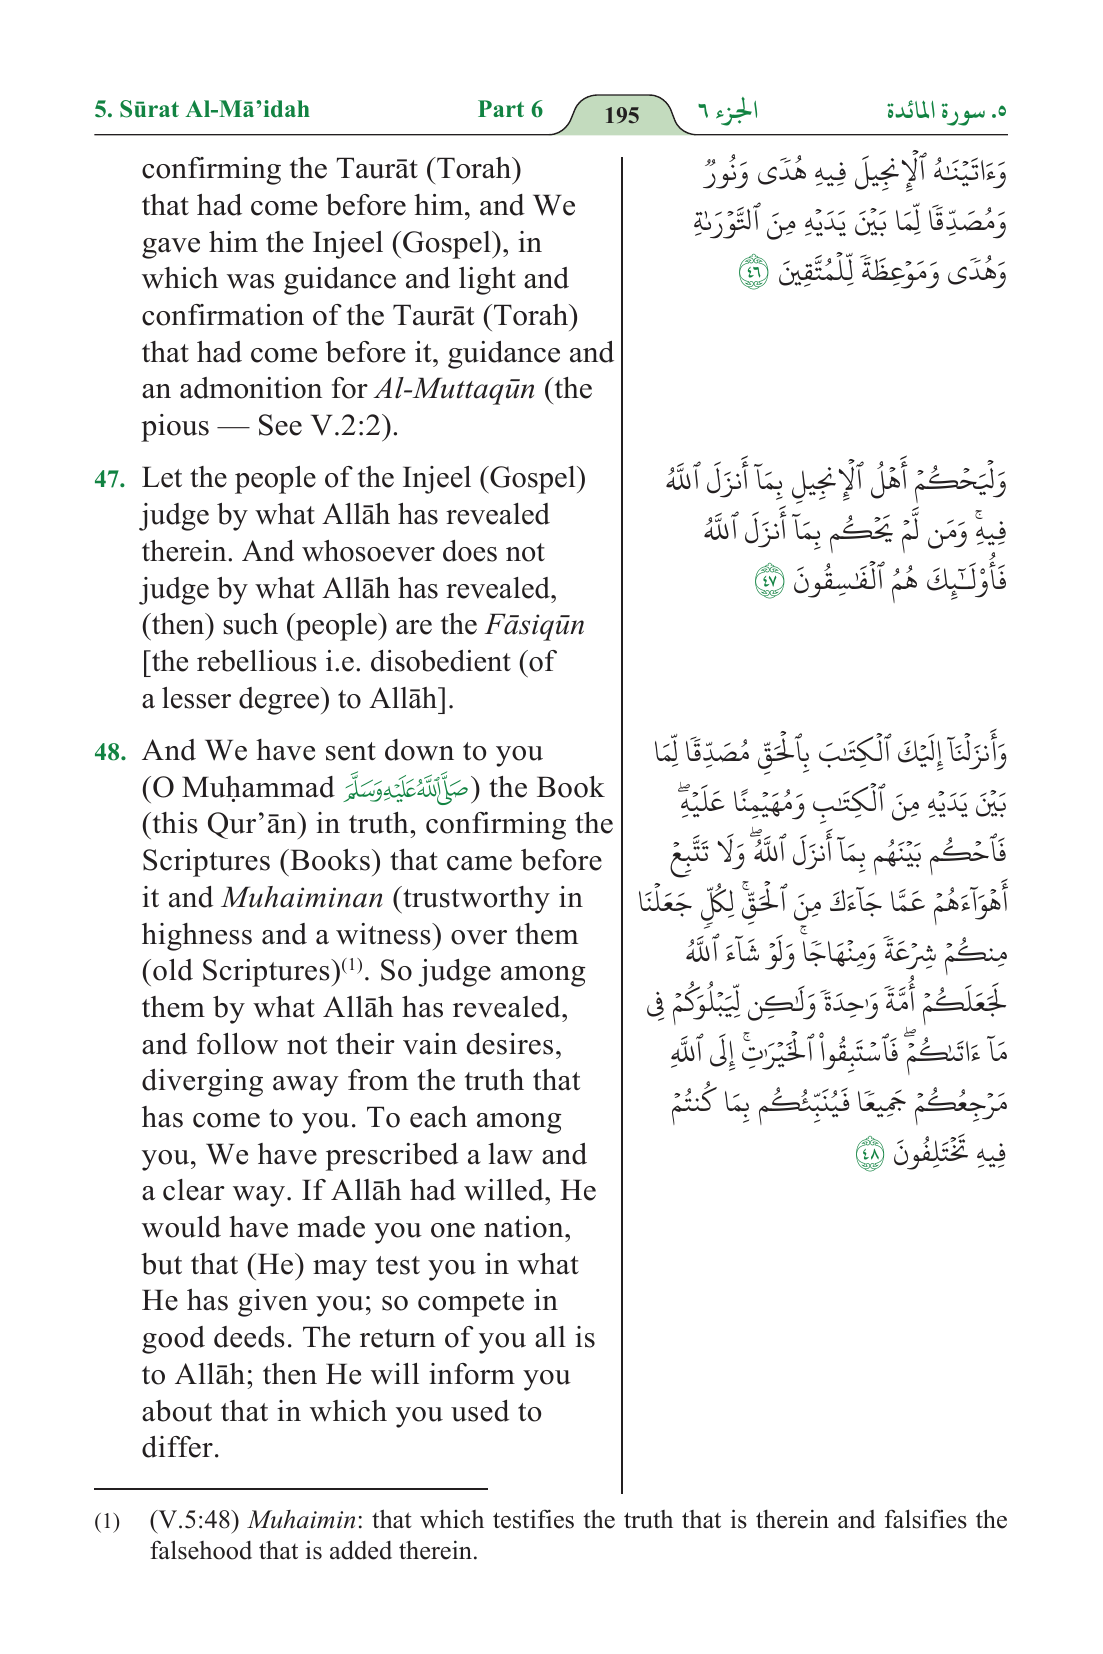 5. Sūrat Al-Mā’idah Part 6 195 الجزء ٦ ٥. سورة المائدة
confirming the Taurāt (Torah)
that had come before him, and We
gave him the Injeel (Gospel), in
which was guidance and light and
confirmation of the Taurāt (Torah)
that had come before it, guidance and
an admonition for Al-Muttaqūn (the
pious — See V.2:2).
وَءَاتَيۡنَٰهُ ٱلۡإِنجِيلَ فِيهِ هُدٗى وَنُورٞ
وَمُصَدِّقٗا لِّمَا بَيۡنَ يَدَيۡهِ مِنَ ٱلتَّوۡرَىٰةِ
وَهُدٗى وَمَوۡعِظَةٗ لِّلۡمُتَّقِينَ ٤٦
47. Let the people of the Injeel (Gospel)
judge by what Allāh has revealed
therein. And whosoever does not
judge by what Allāh has revealed,
(then) such (people) are the Fāsiqūn
[the rebellious i.e. disobedient (of
a lesser degree) to Allāh].
وَلۡيَحۡكُمۡ أَهۡلُ ٱلۡإِنجِيلِ بِمَآ أَنزَلَ ٱللَّهُ
فِيهِۚ وَمَن لَّمۡ يَحۡكُم بِمَآ أَنزَلَ ٱللَّهُ
فَأُوْلَٰٓئِكَ هُمُ ٱلۡفَٰسِقُونَ ٤٧
48. And We have sent down to you
(O Muḥammad صَلَّى ٱللَّهُ عَلَيْهِ وَسَلَّمَ) the Book
(this Qur’ān) in truth, confirming the
Scriptures (Books) that came before
it and Muhaiminan (trustworthy in
highness and a witness) over them
(old Scriptures)(1). So judge among
them by what Allāh has revealed,
and follow not their vain desires,
diverging away from the truth that
has come to you. To each among
you, We have prescribed a law and
a clear way. If Allāh had willed, He
would have made you one nation,
but that (He) may test you in what
He has given you; so compete in
good deeds. The return of you all is
to Allāh; then He will inform you
about that in which you used to
differ.
وَأَنزَلۡنَآ إِلَيۡكَ ٱلۡكِتَٰبَ بِٱلۡحَقِّ مُصَدِّقٗا لِّمَا
بَيۡنَ يَدَيۡهِ مِنَ ٱلۡكِتَٰبِ وَمُهَيۡمِنًا عَلَيۡهِۖ
فَٱحۡكُم بَيۡنَهُم بِمَآ أَنزَلَ ٱللَّهُۖ وَلَا تَتَّبِعۡ
أَهۡوَآءَهُمۡ عَمَّا جَآءَكَ مِنَ ٱلۡحَقِّۚ لِكُلّٖ جَعَلۡنَا
مِنكُمۡ شِرۡعَةٗ وَمِنۡهَاجٗاۚ وَلَوۡ شَآءَ ٱللَّهُ
لَجَعَلَكُمۡ أُمَّةٗ وَٰحِدَةٗ وَلَٰكِن لِّيَبۡلُوَكُمۡ فِي
مَآ ءَاتَىٰكُمۡۖ فَٱسۡتَبِقُواْ ٱلۡخَيۡرَٰتِۚ إِلَى ٱللَّهِ
مَرۡجِعُكُمۡ جَمِيعٗا فَيُنَبِّئُكُم بِمَا كُنتُمۡ
فِيهِ تَخۡتَلِفُونَ ٤٨
(1) (V.5:48) Muhaimin: that which testifies the truth that is therein and falsifies the
falsehood that is added therein.